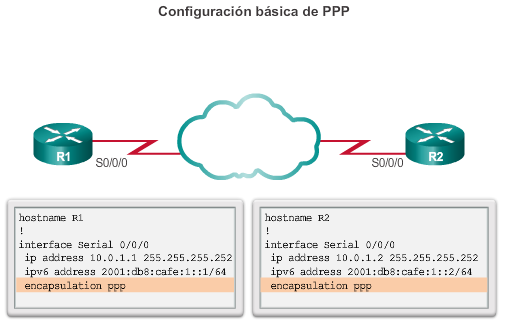 Configuración básica de PPP
R1
S0/0/0
S0/0/0
R2
hostname R1
!
interface Serial 0/0/0
ip address 10.0.1.1 255.255.255.252
ipv6 address 2001:db8:cafe:1::1/64
encapsulation ppp
hostname R2
!
interface Serial 0/0/0
ip address 10.0.1.2 255.255.255.252
ipv6 address 2001:db8:cafe:1::2/64
encapsulation ppp